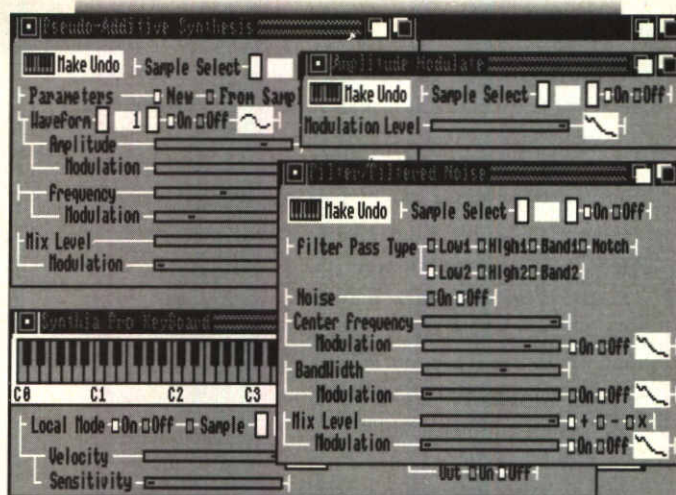 Pseudo-Additive Synthesis
Make Undo Sample Select
Parameters New From Sampl
Waveform 1 On Off
Amplitude
Modulation
Frequency
Modulation
Mix Level
Modulation
Amplitude Modulate
Make Undo Sample Select On Off
Modulation Level
Filter/Filtered Noise
Make Undo Sample Select On Off
Filter Pass Type Low1 High1 Band1 Notch
Low2 High2 Band2
Noise On Off
Center Frequency
Modulation On Off
BandWidth
Modulation On Off
Mix Level + - x
Modulation On Off
Synthia Pro KeyBoard
C0 C1 C2 C3
Local Mode On Off Sample
Velocity
Sensitivity
Out On Off